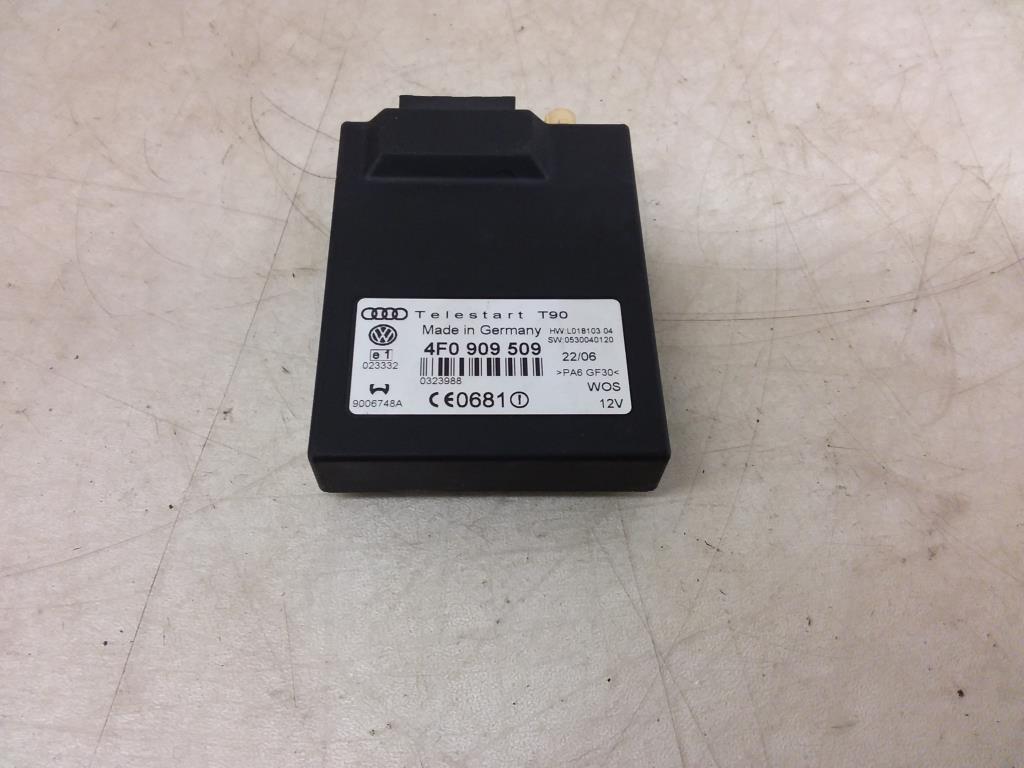 Telestart T90
Made in Germany
HW:L018103 04
SW:0530040120
4F0 909 509
e1
023332
22/06
>PA6 GF30<
0323988
9006748A
CE0681
WOS
12V